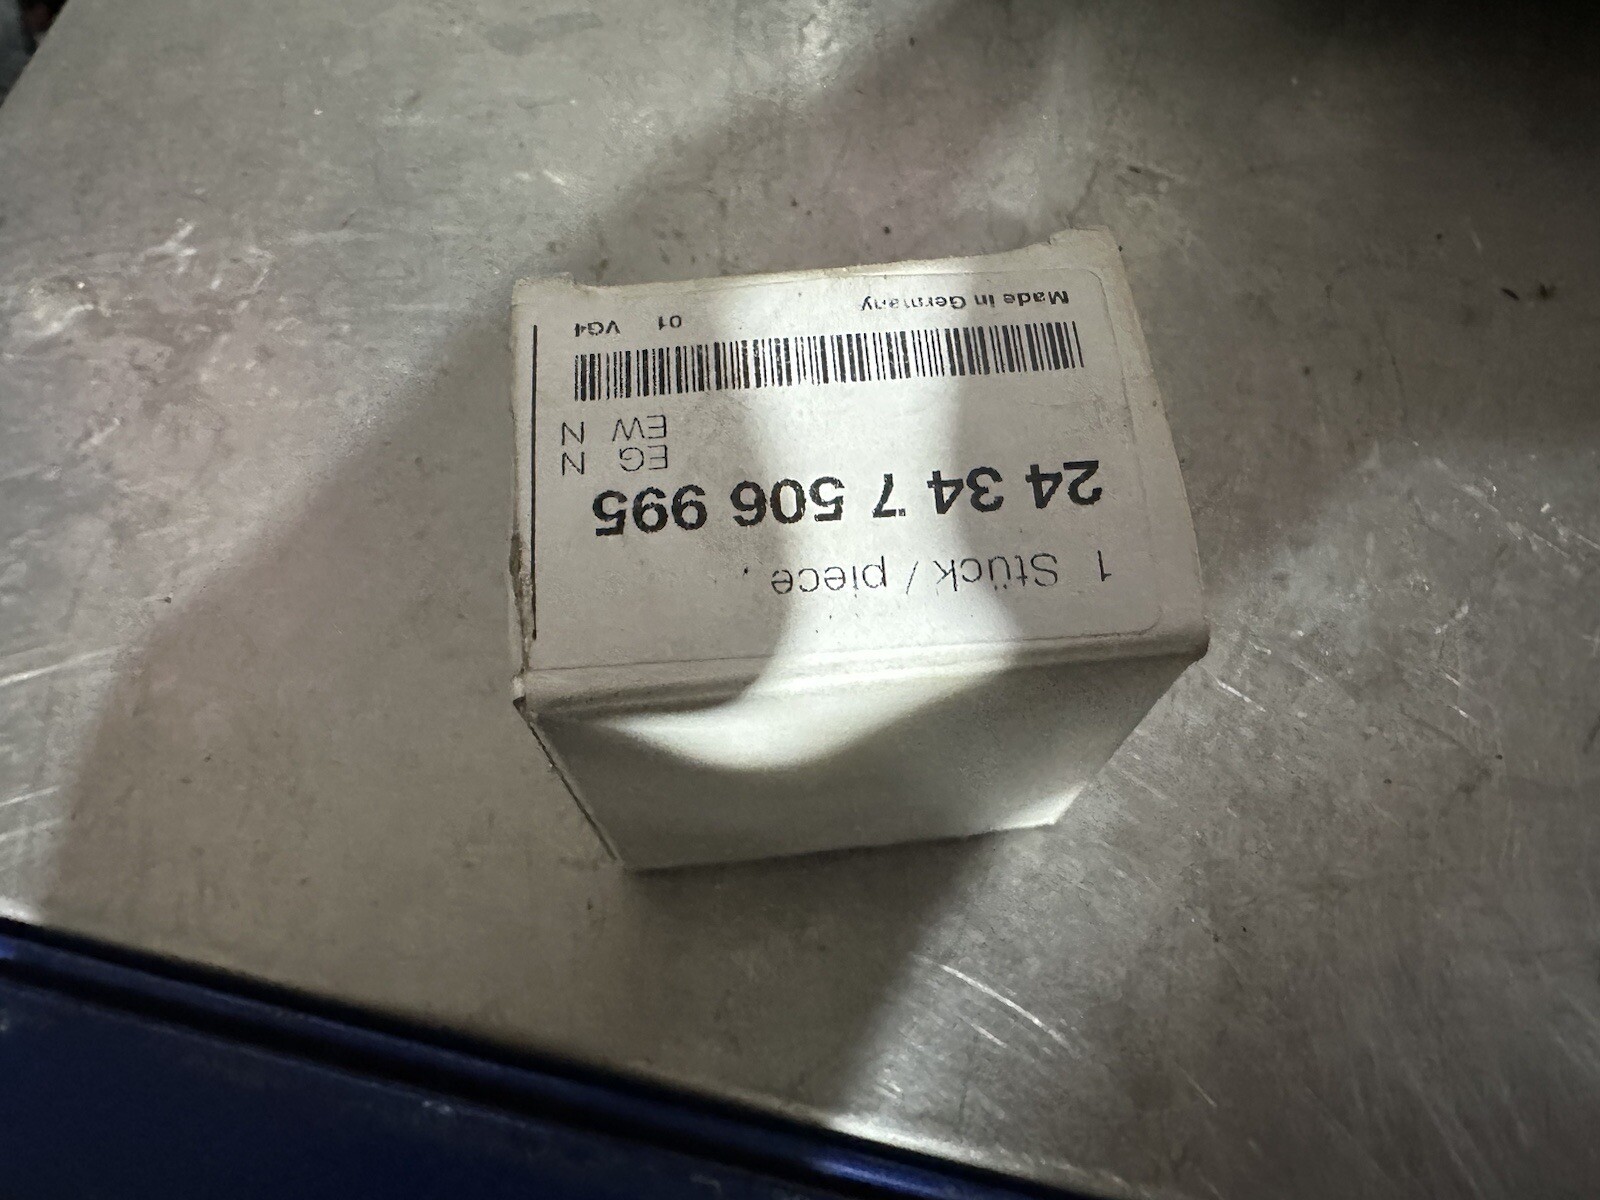 1 Stück / piece
24 34 7 506 995
EG N
EW N
Made in Germany 01 VG4